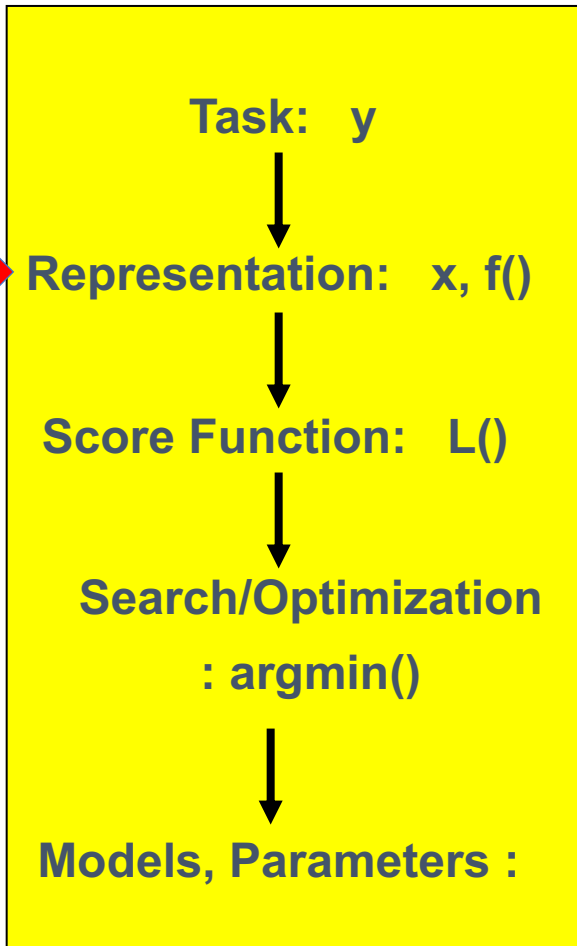 Task: y
Representation: x, f()
Score Function: L()
Search/Optimization
: argmin()
Models, Parameters :